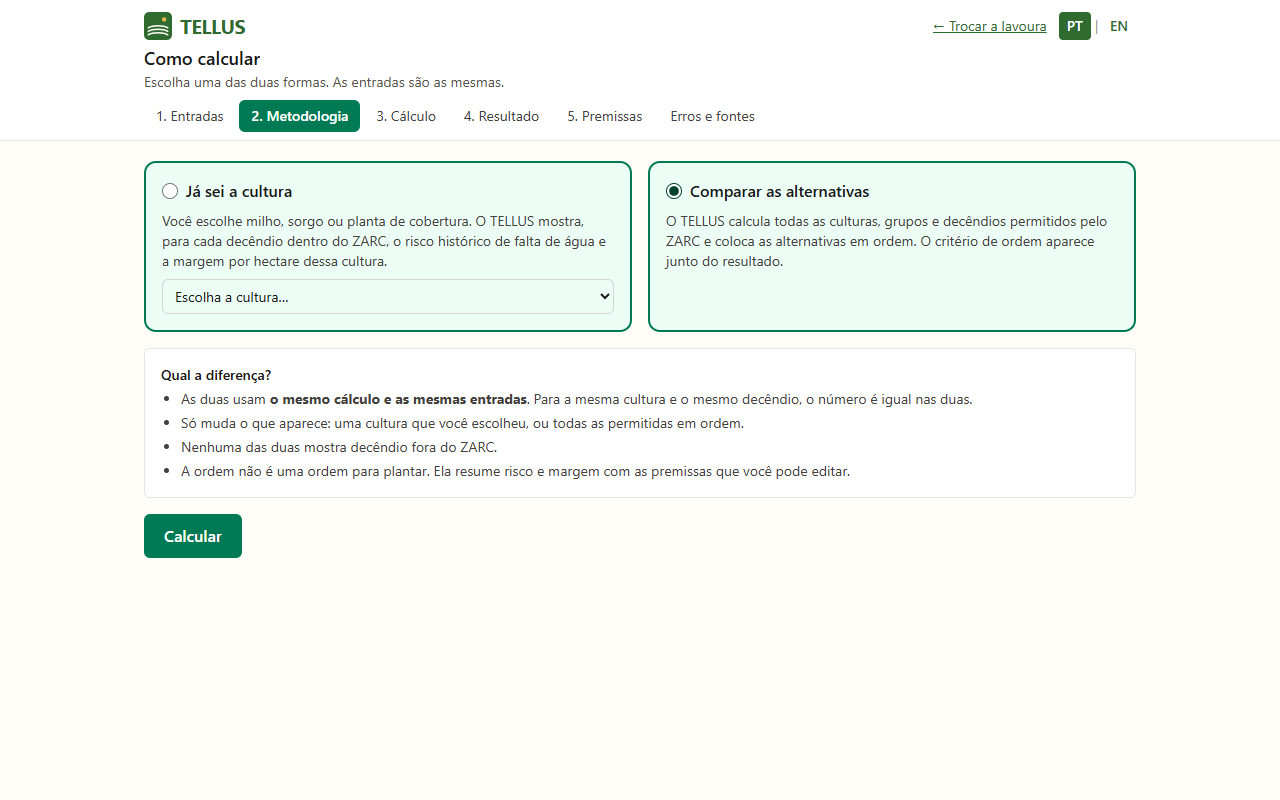 TELLUS
← Trocar a lavoura
PT | EN
Como calcular
Escolha uma das duas formas. As entradas são as mesmas.
1. Entradas
2. Metodologia
3. Cálculo
4. Resultado
5. Premissas
Erros e fontes
Já sei a cultura
Você escolhe milho, sorgo ou planta de cobertura. O TELLUS mostra,
para cada decêndio dentro do ZARC, o risco histórico de falta de água e
a margem por hectare dessa cultura.
Escolha a cultura...
Comparar as alternativas
O TELLUS calcula todas as culturas, grupos e decêndios permitidos pelo
ZARC e coloca as alternativas em ordem. O critério de ordem aparece
junto do resultado.
Qual a diferença?
As duas usam o mesmo cálculo e as mesmas entradas. Para a mesma cultura e o mesmo decêndio, o número é igual nas duas.
Só muda o que aparece: uma cultura que você escolheu, ou todas as permitidas em ordem.
Nenhuma das duas mostra decêndio fora do ZARC.
A ordem não é uma ordem para plantar. Ela resume risco e margem com as premissas que você pode editar.
Calcular